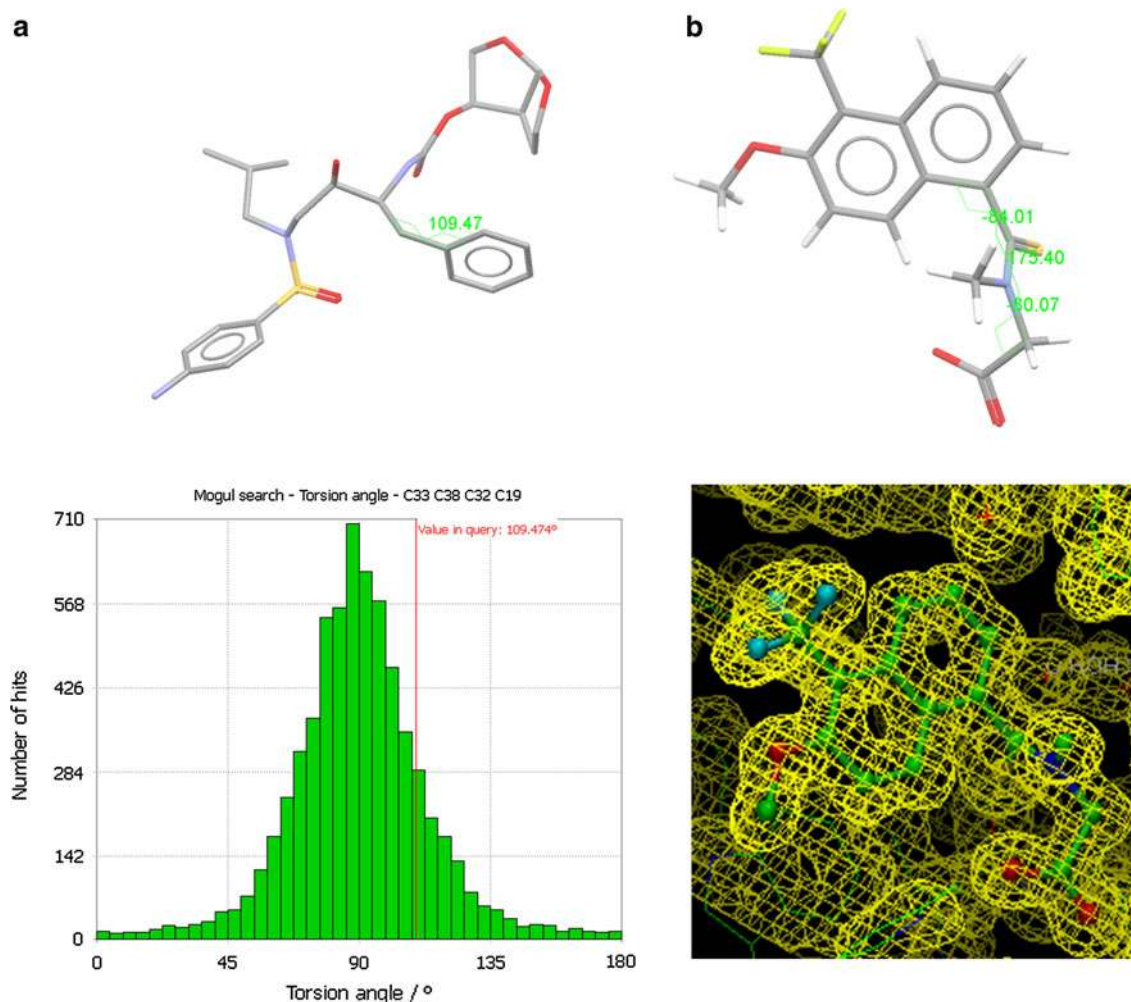 a
b
109.47
-84.01
175.40
-80.07
Mogul search - Torsion angle - C33 C38 C32 C19
Value in query: 109.474º
710
568
426
284
142
0
Number of hits
0 45 90 135 180
Torsion angle / º